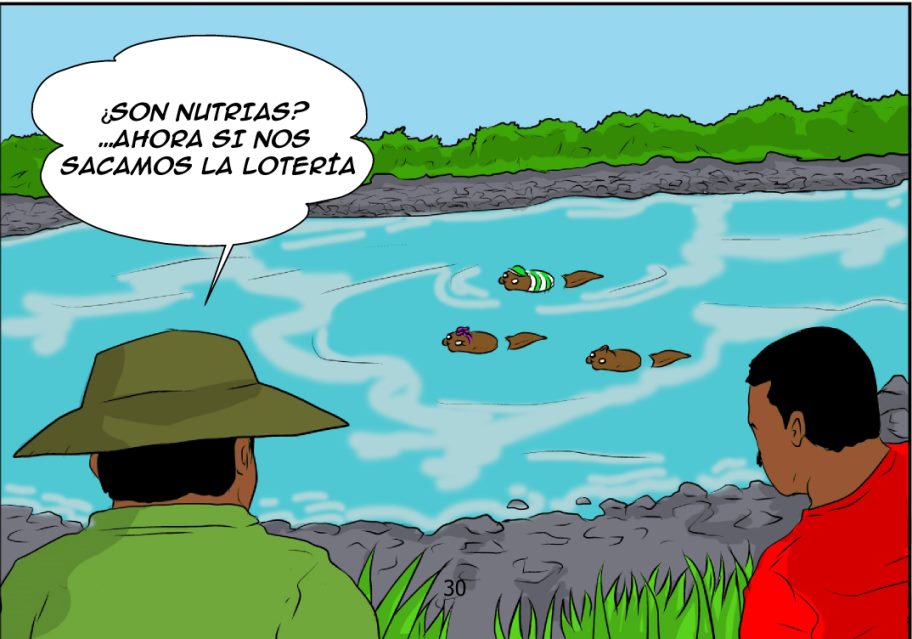 ¿SON NUTRIAS?
...AHORA SI NOS
SACAMOS LA LOTERÍA
30